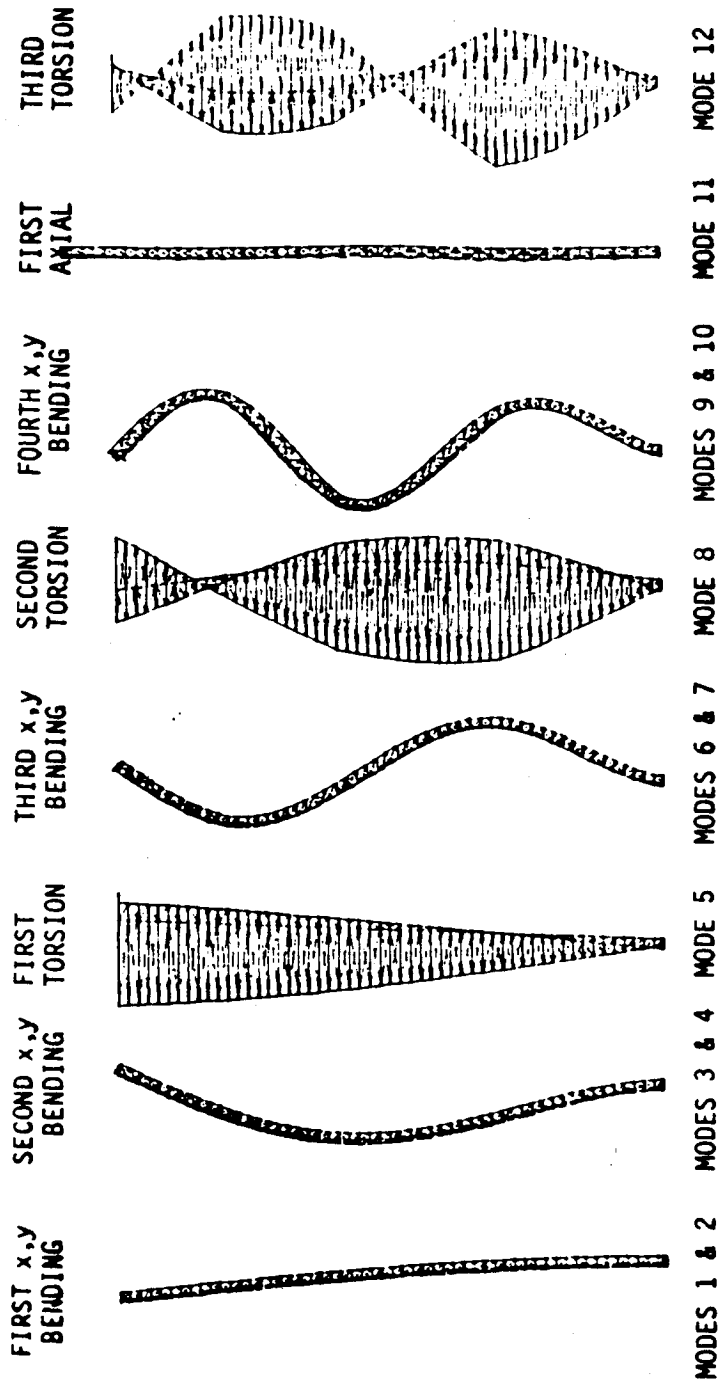 FIRST x,y
BENDING
MODES 1 & 2
SECOND x,y
BENDING
MODES 3 & 4
FIRST
TORSION
MODE 5
THIRD x,y
BENDING
MODES 6 & 7
SECOND
TORSION
MODE 8
FOURTH x,y
BENDING
MODES 9 & 10
FIRST
AXIAL
MODE 11
THIRD
TORSION
MODE 12